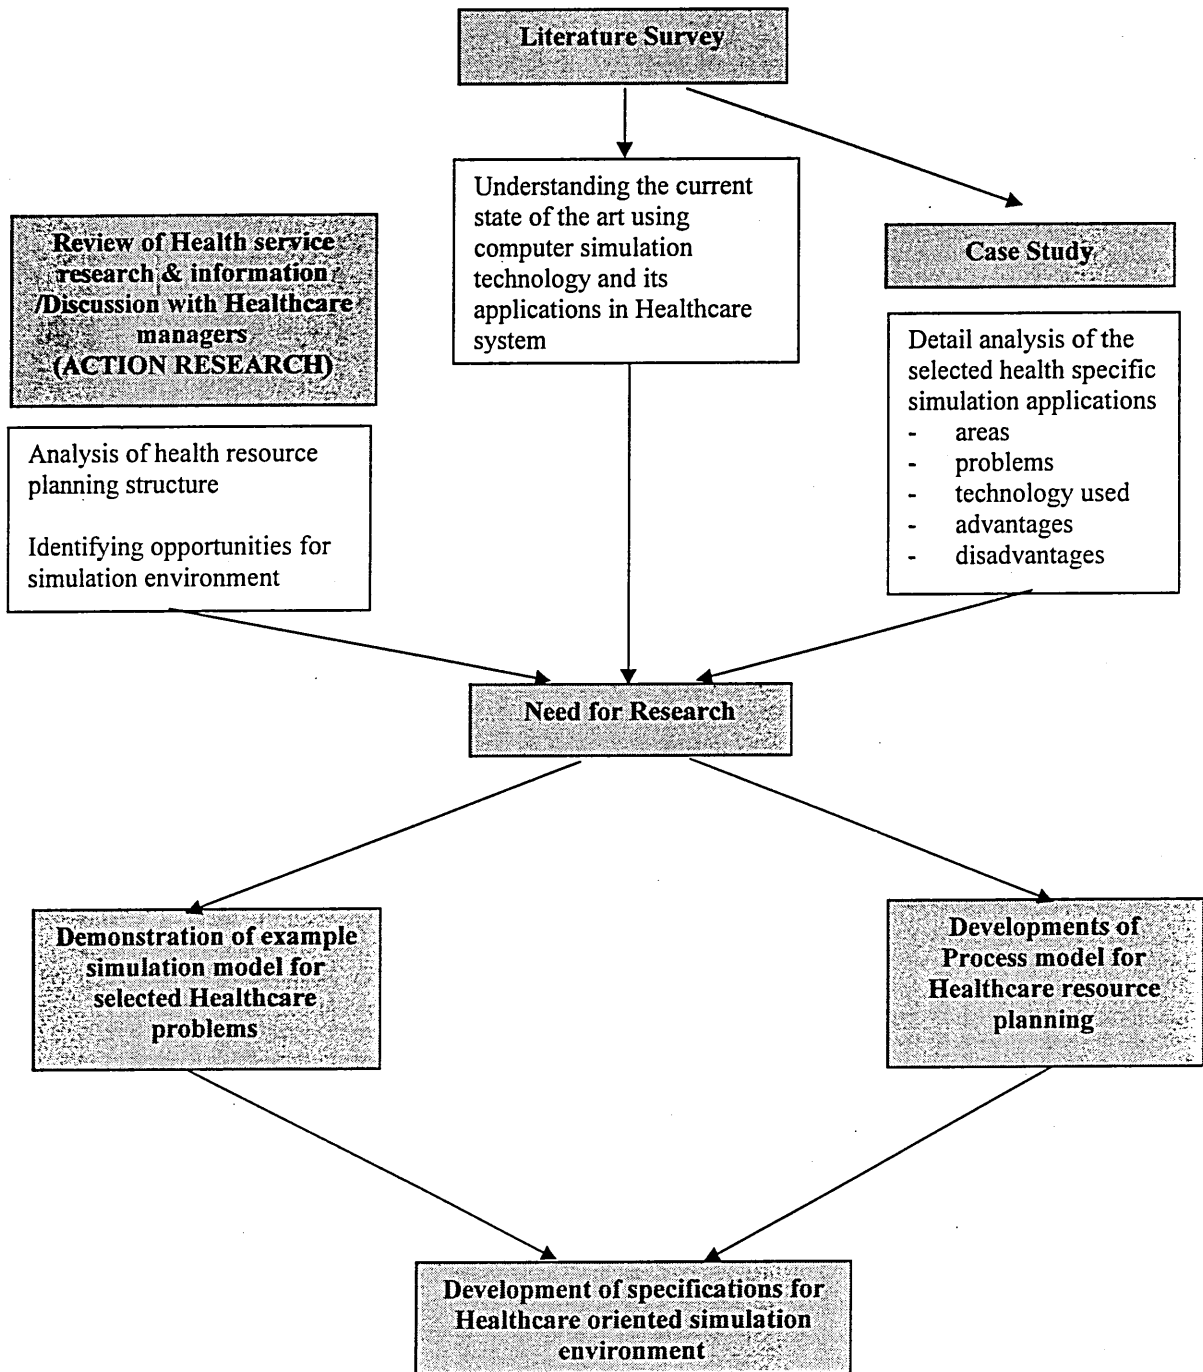 Literature Survey
Understanding the current
state of the art using
computer simulation
technology and its
applications in Healthcare
system
Review of Health service
research & information
/Discussion with Healthcare
managers
(ACTION RESEARCH)
Case Study
Analysis of health resource
planning structure
Identifying opportunities for
simulation environment
Detail analysis of the
selected health specific
simulation applications
- areas
- problems
- technology used
- advantages
- disadvantages
Need for Research
Demonstration of example
simulation model for
selected Healthcare
problems
Developments of
Process model for
Healthcare resource
planning
Development of specifications for
Healthcare oriented simulation
environment